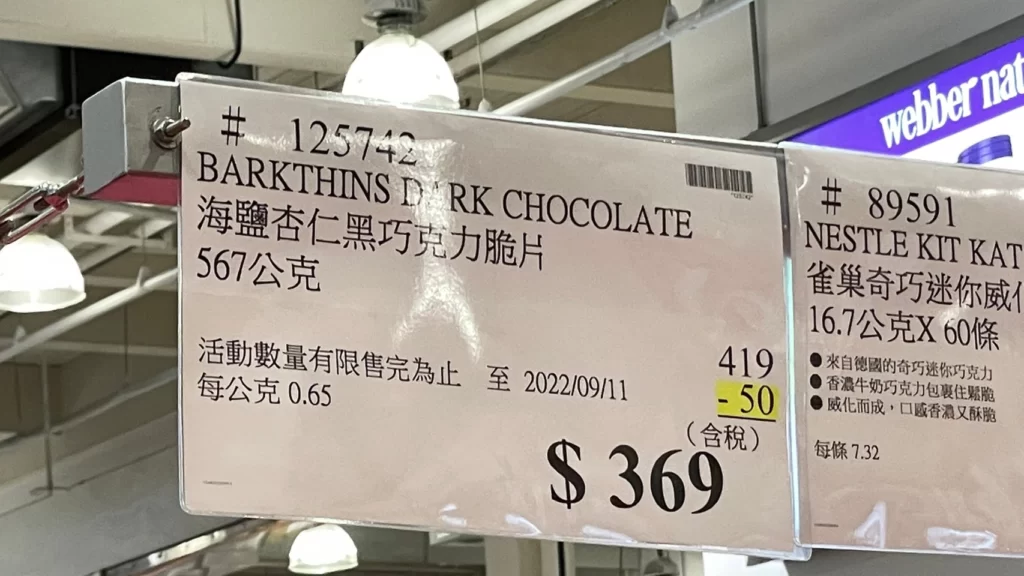 webber nat
# 125742
BARKTHINS DARK CHOCOLATE
海鹽杏仁黑巧克力脆片
567公克
活動數量有限售完為止 至 2022/09/11
每公克 0.65
419
- 50
(含稅)
$ 369
# 89591
NESTLE KIT KAT
雀巢奇巧迷你威化
16.7公克X 60條
● 來自德國的奇巧迷你巧克力
● 香濃牛奶巧克力包裹住鬆脆
● 威化而成，口感香濃又酥脆
每條 7.32